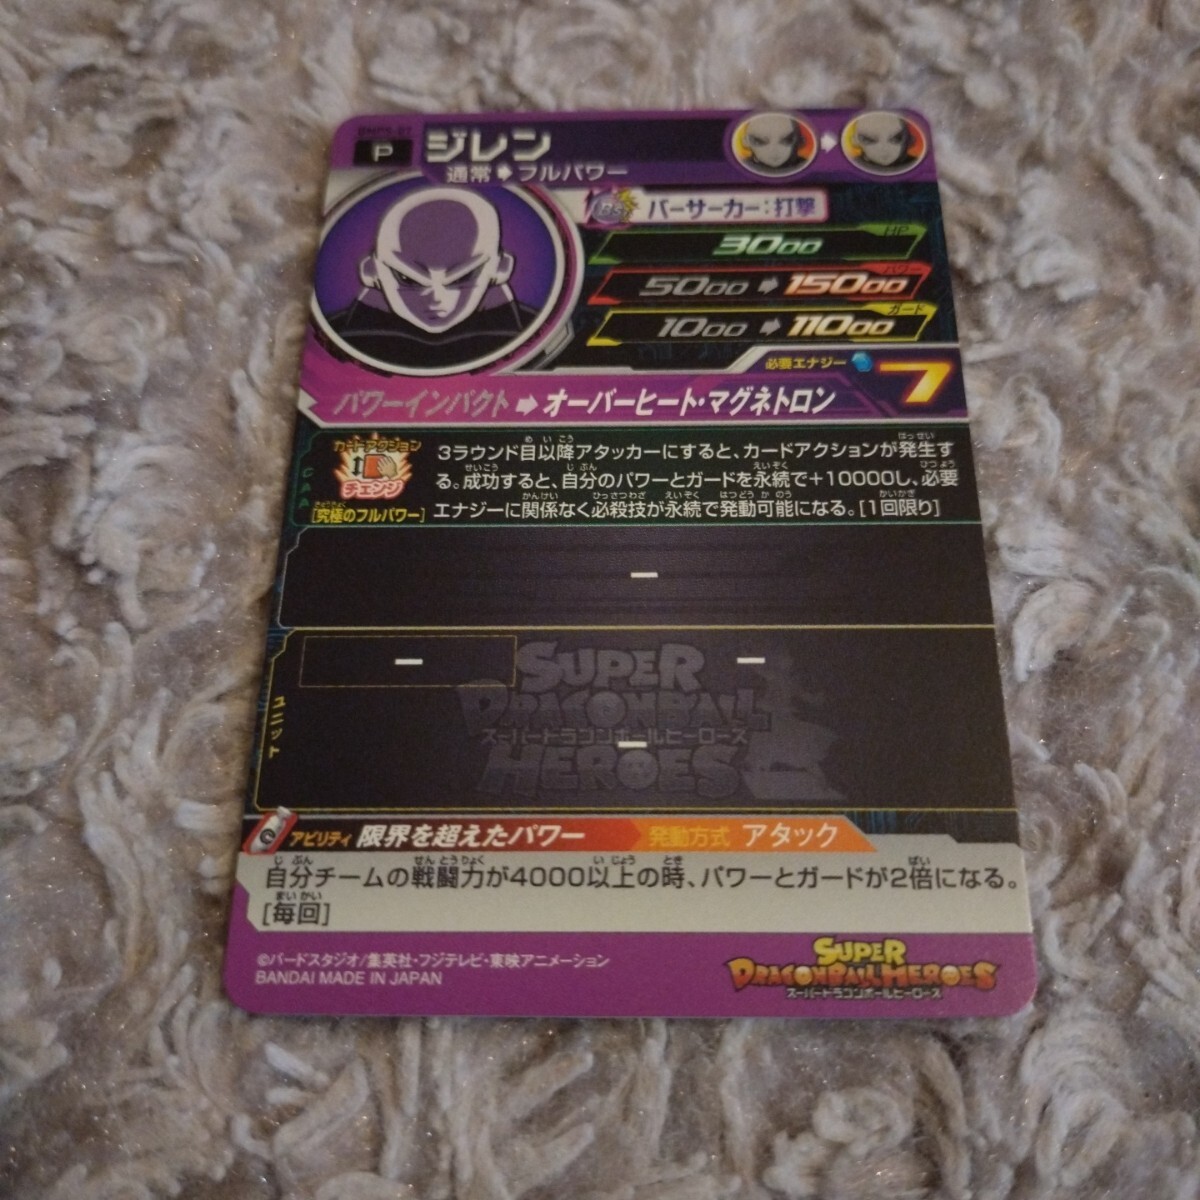 P
ジレン
通常➡フルパワー
BS
バーサーカー:打撃
HP
3000
パワー
5000➡15000
ガード
1000➡11000
必要エナジー 7
パワーインパクト➡オーバーヒート・マグネトロン
CAA
カードアクション
チェンジ
[究極のフルパワー]
3ラウンド目以降アタッカーにすると、カードアクションが発生す
る。成功すると、自分のパワーとガードを永続で+10000し、必要
エナジーに関係なく必殺技が永続で発動可能になる。[1回限り]
ー
ユニット
ー ー
ー
SUPER
DRAGONBALL
スーパードラゴンボールヒーローズ
HEROES
アビリティ 限界を超えたパワー 発動方式 アタック
自分チームの戦闘力が4000以上の時、パワーとガードが2倍になる。
[毎回]
©バードスタジオ/集英社・フジテレビ・東映アニメーション
BANDAI MADE IN JAPAN
SUPER
DRAGONBALL HEROES
スーパードラゴンボールヒーローズ